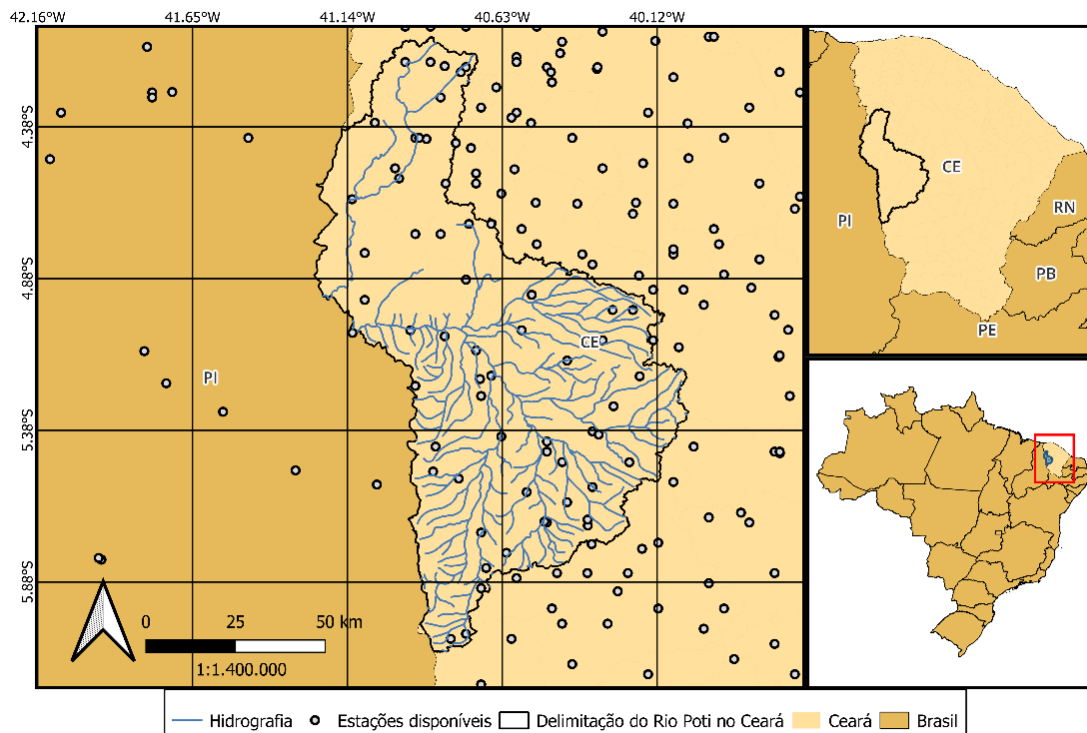 42.16°W 41.65°W 41.14°W 40.63°W 40.12°W
4.38°S
4.88°S
5.38°S
5.88°S
CE
PI
0 25 50 km
1:1.400.000
CE
RN
PI
PB
PE
Hidrografia Estações disponíveis Delimitação do Rio Poti no Ceará Ceará Brasil